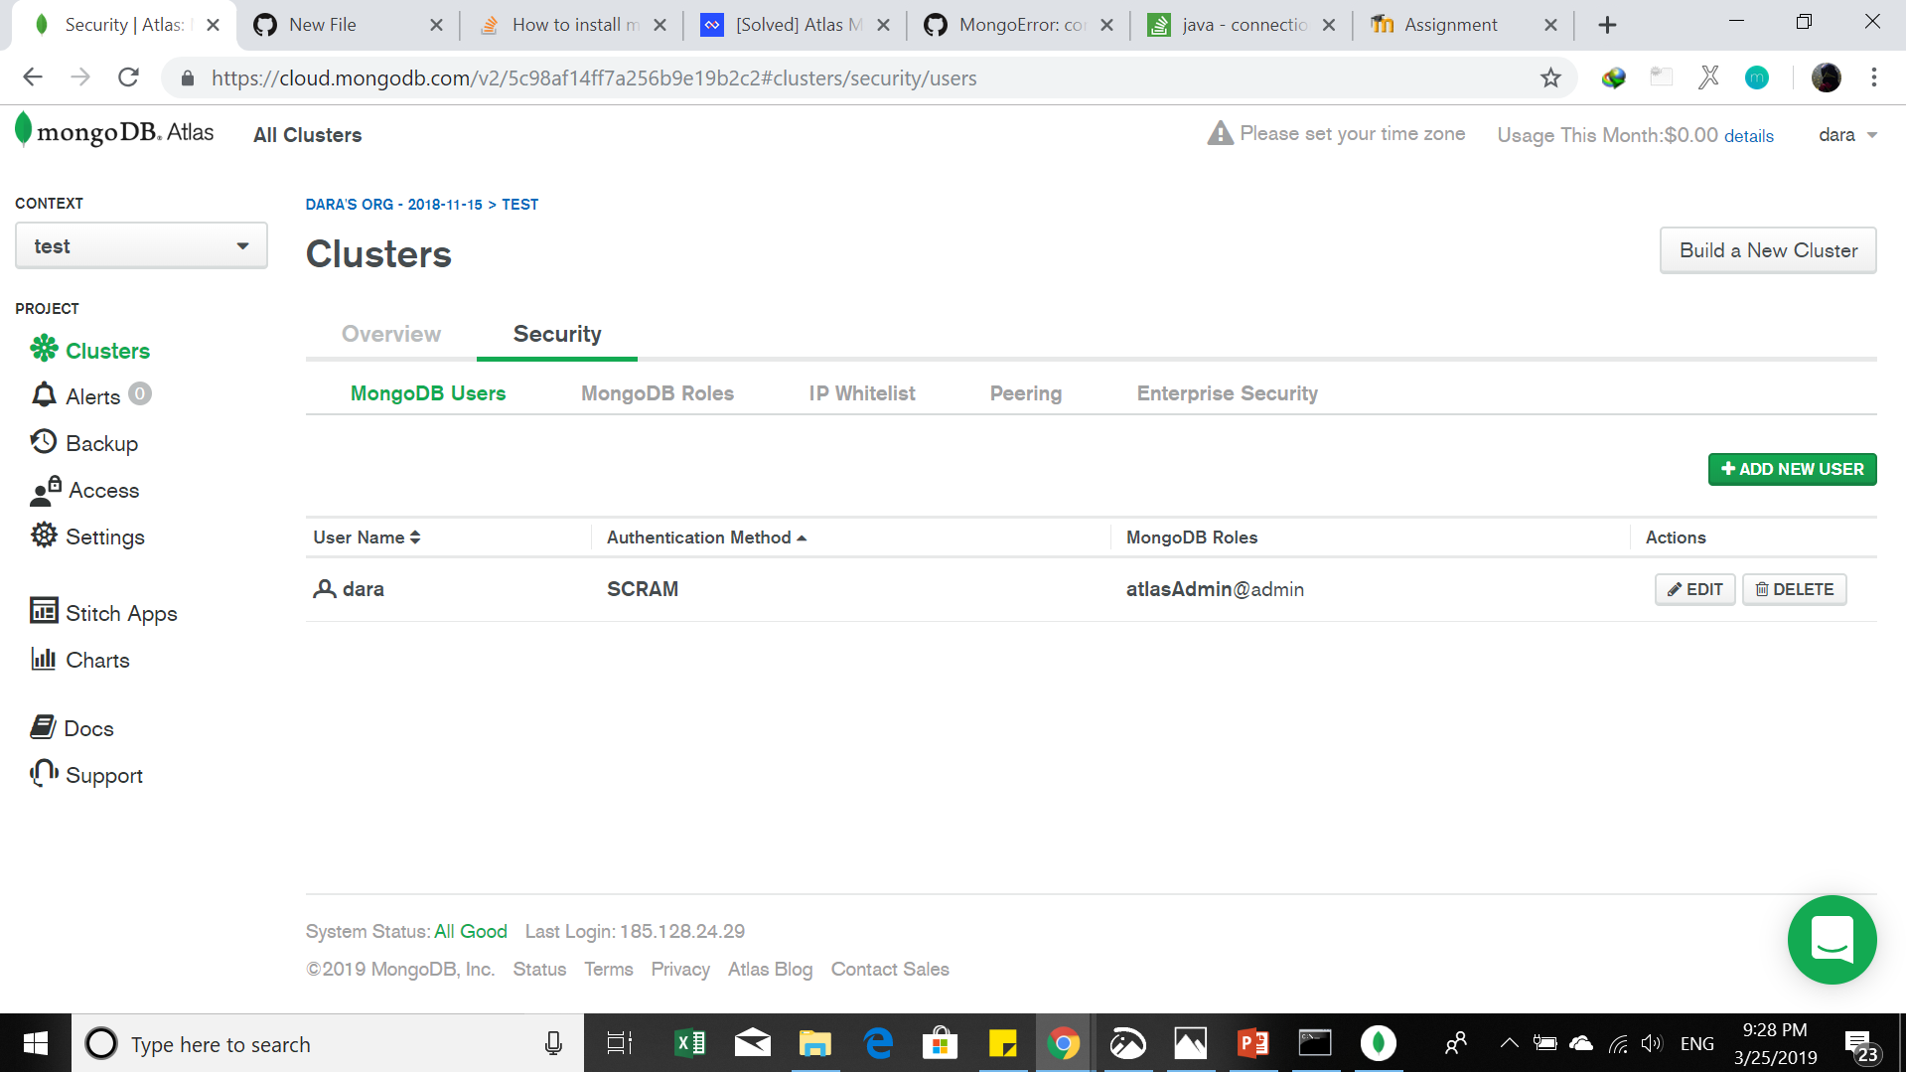 Security | Atlas:
New File
How to install m
[Solved] Atlas M
MongoError: co
java - connectio
Assignment
https://cloud.mongodb.com/v2/5c98af14ff7a256b9e19b2c2#clusters/security/users
m
mongoDB. Atlas
All Clusters
Please set your time zone
Usage This Month:$0.00 details
dara
CONTEXT
test
PROJECT
Clusters
Alerts 0
Backup
Access
Settings
Stitch Apps
Charts
Docs
Support
DARA'S ORG - 2018-11-15 > TEST
Clusters
Build a New Cluster
Overview
Security
MongoDB Users
MongoDB Roles
IP Whitelist
Peering
Enterprise Security
+ ADD NEW USER
User Name
Authentication Method
MongoDB Roles
Actions
dara
SCRAM
atlasAdmin@admin
EDIT
DELETE
System Status: All Good
Last Login: 185.128.24.29
©2019 MongoDB, Inc.
Status
Terms
Privacy
Atlas Blog
Contact Sales
Type here to search
ENG
9:28 PM
3/25/2019
23